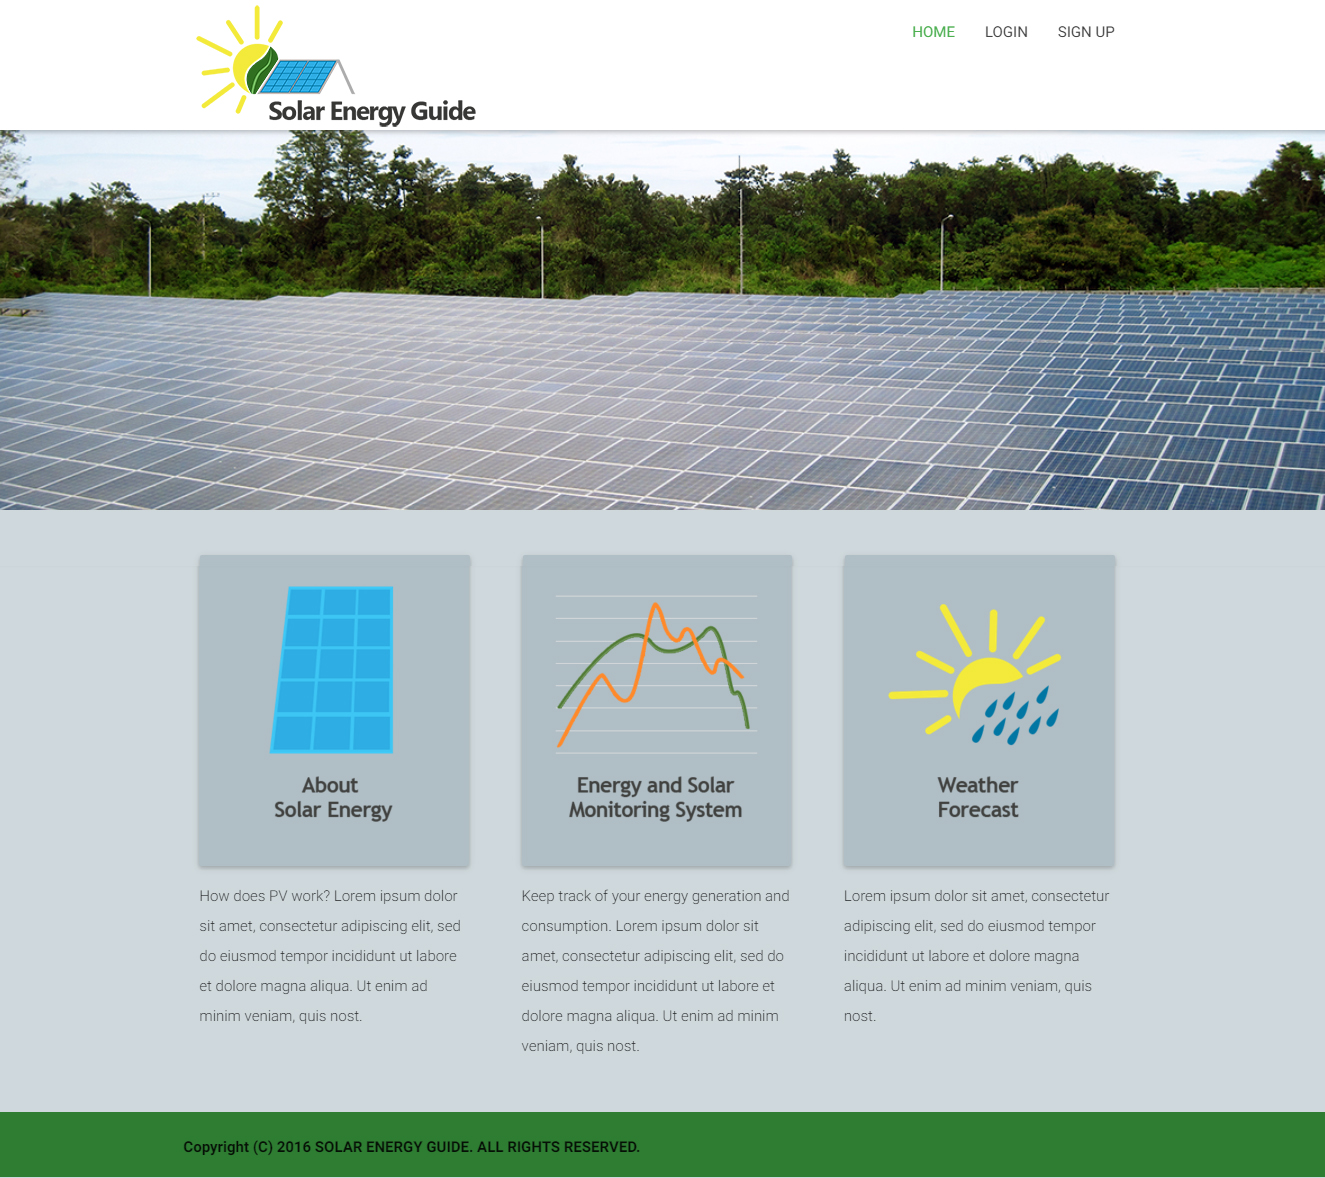 HOME LOGIN SIGN UP
Solar Energy Guide
About
Solar Energy
Energy and Solar
Monitoring System
Weather
Forecast
How does PV work? Lorem ipsum dolor
sit amet, consectetur adipiscing elit, sed
do eiusmod tempor incididunt ut labore
et dolore magna aliqua. Ut enim ad
minim veniam, quis nost.
Keep track of your energy generation and
consumption. Lorem ipsum dolor sit
amet, consectetur adipiscing elit, sed do
eiusmod tempor incididunt ut labore et
dolore magna aliqua. Ut enim ad minim
veniam, quis nost.
Lorem ipsum dolor sit amet, consectetur
adipiscing elit, sed do eiusmod tempor
incididunt ut labore et dolore magna
aliqua. Ut enim ad minim veniam, quis
nost.
Copyright (C) 2016 SOLAR ENERGY GUIDE. ALL RIGHTS RESERVED.